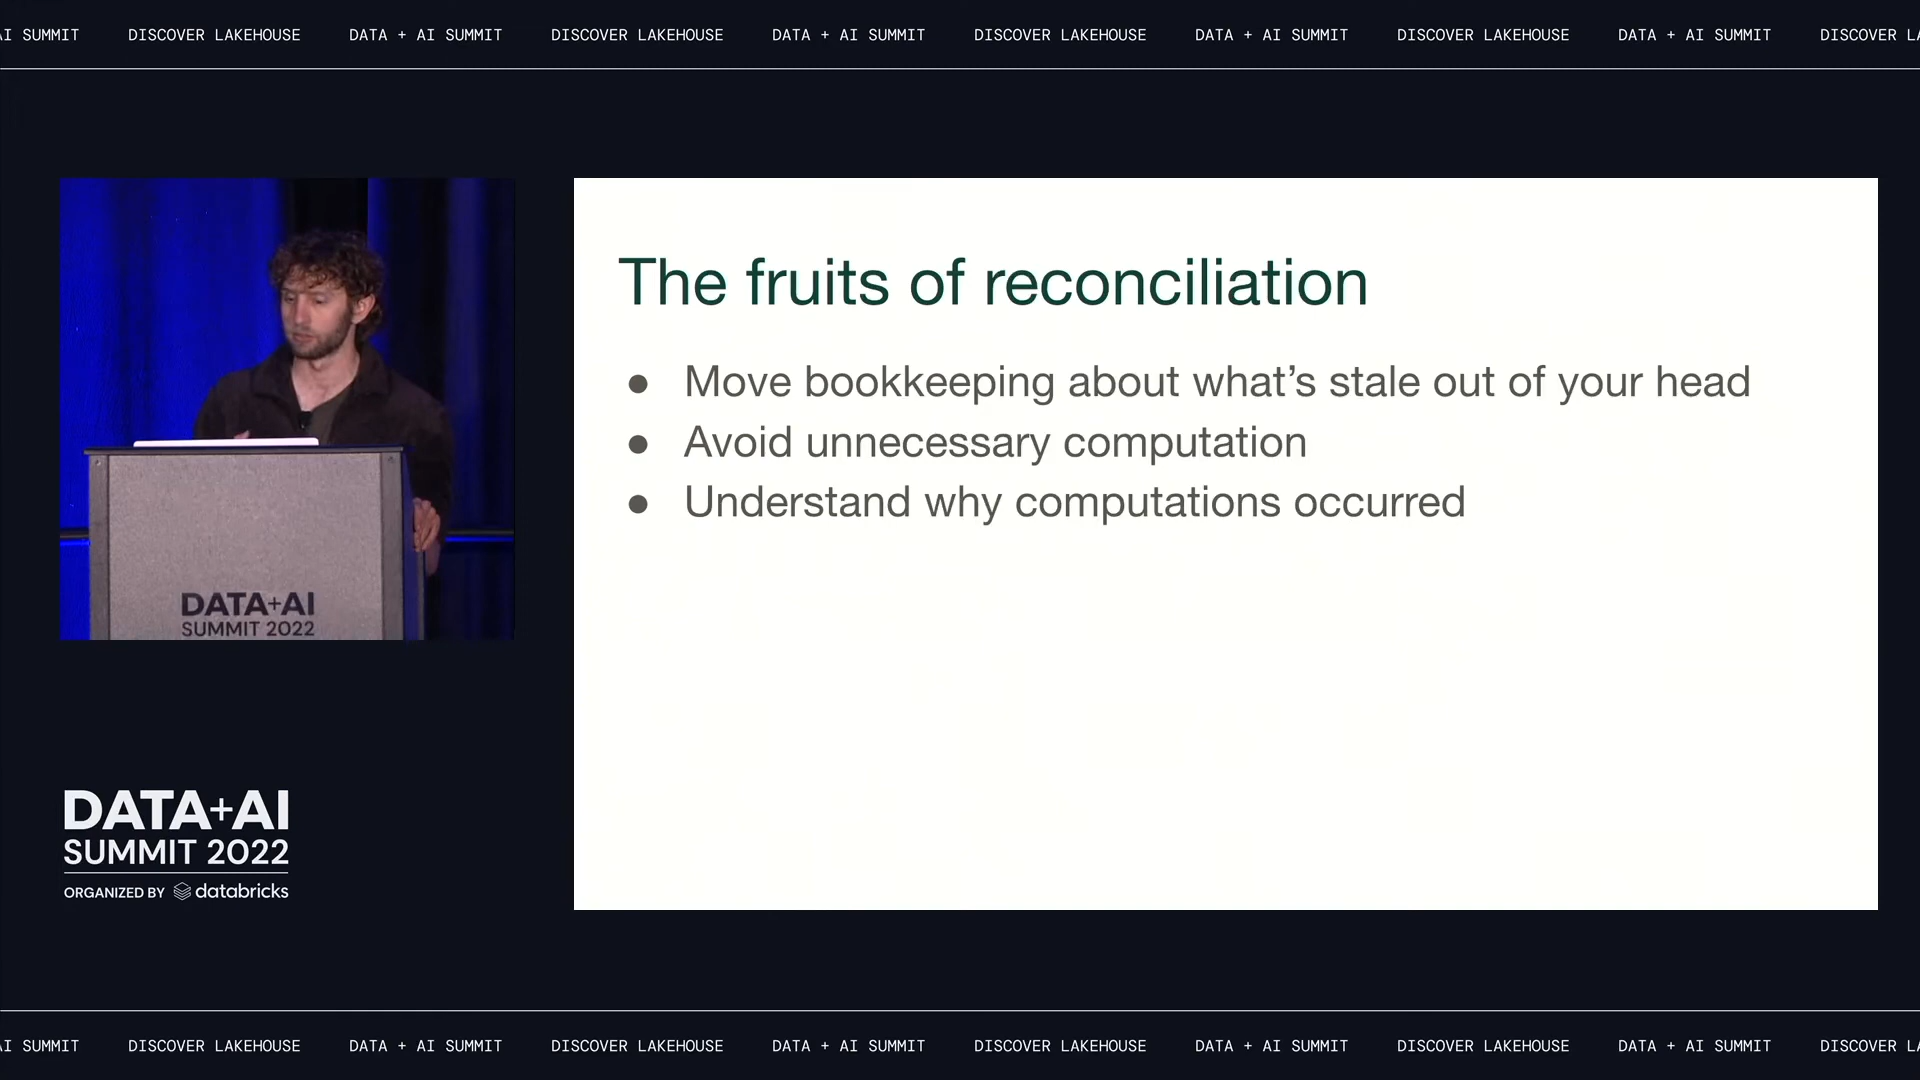 AI SUMMIT DISCOVER LAKEHOUSE DATA + AI SUMMIT DISCOVER LAKEHOUSE DATA + AI SUMMIT DISCOVER LAKEHOUSE DATA + AI SUMMIT DISCOVER LAKEHOUSE DATA + AI SUMMIT DISCOVER LA
The fruits of reconciliation
● Move bookkeeping about what’s stale out of your head
● Avoid unnecessary computation
● Understand why computations occurred
DATA+AI
SUMMIT 2022
DATA+AI
SUMMIT 2022
ORGANIZED BY databricks
AI SUMMIT DISCOVER LAKEHOUSE DATA + AI SUMMIT DISCOVER LAKEHOUSE DATA + AI SUMMIT DISCOVER LAKEHOUSE DATA + AI SUMMIT DISCOVER LAKEHOUSE DATA + AI SUMMIT DISCOVER LA